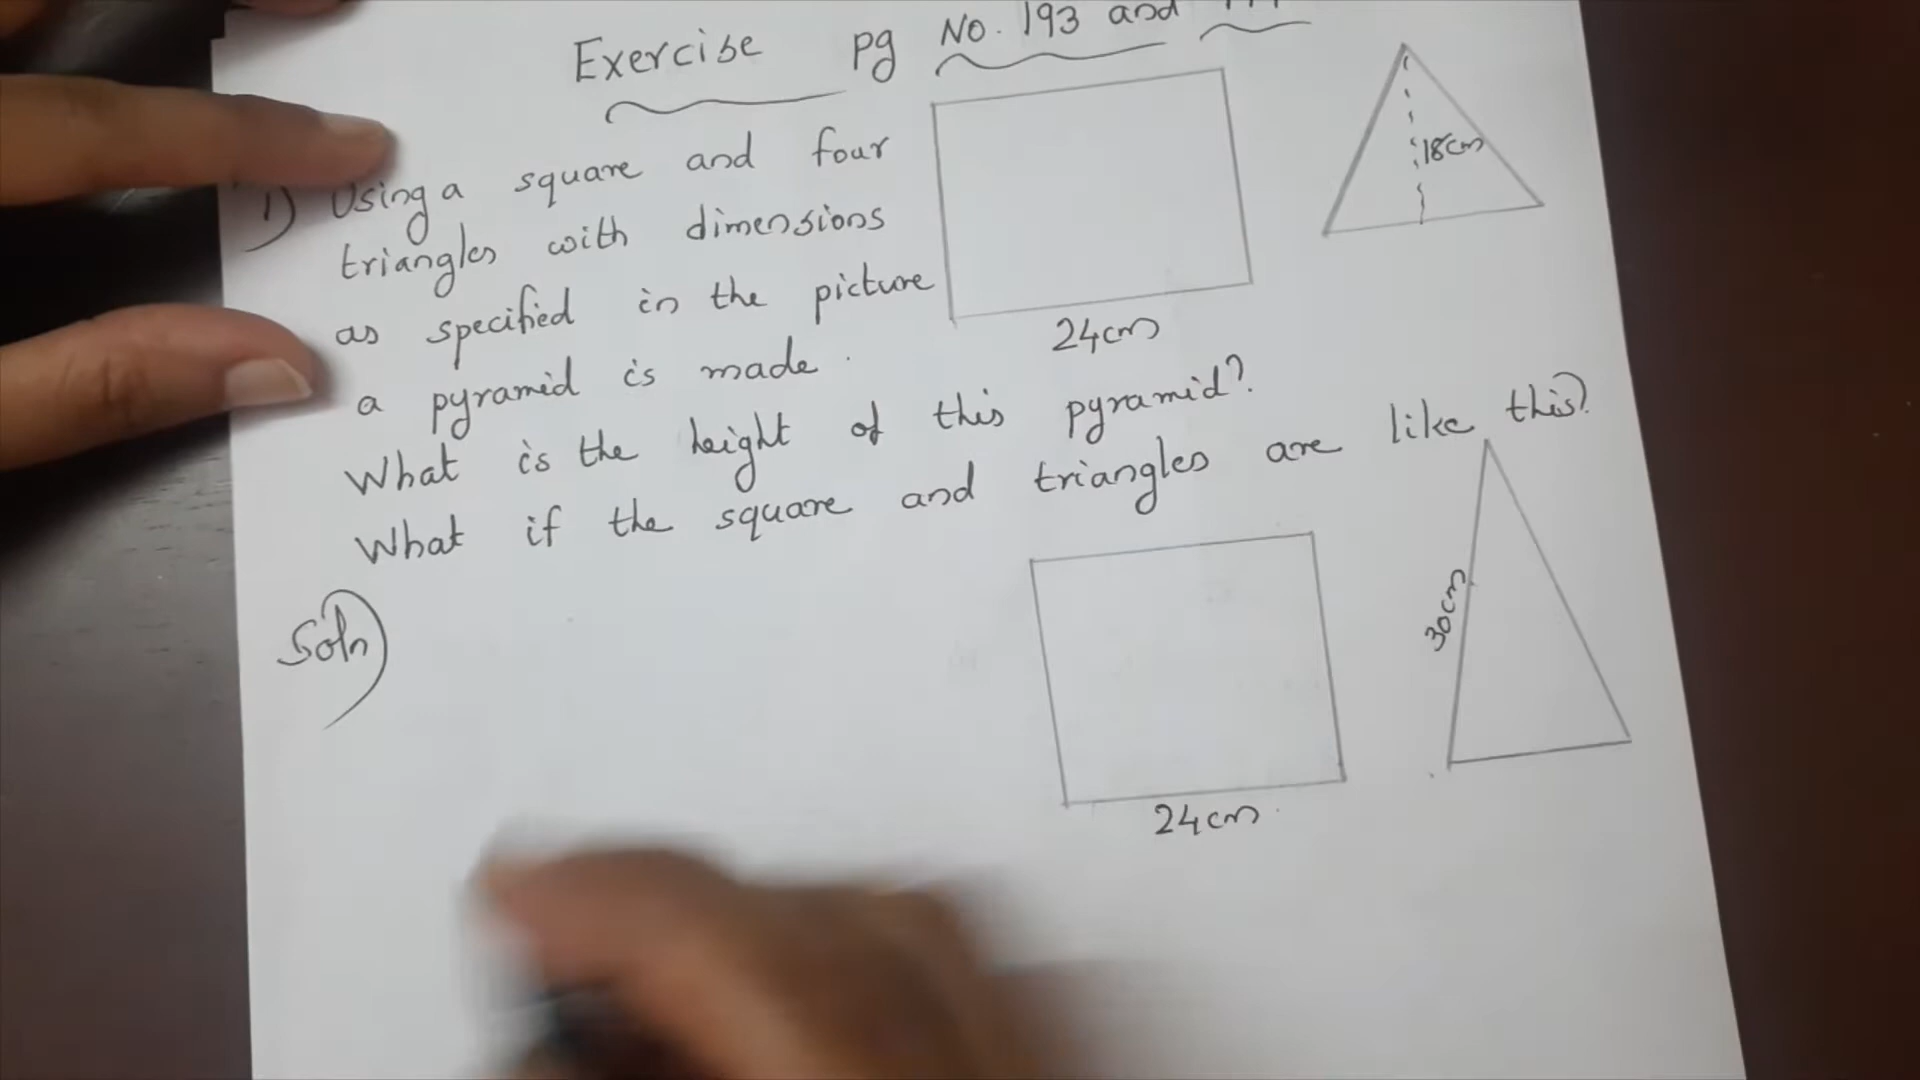 Exercise pg No. 193 and
1) Using a square and four
triangles with dimensions
as specified in the picture
a pyramid is made.
What is the height of this pyramid?
What if the square and triangles are like this?
24cm
18cm
Soln)
24cm
30cm